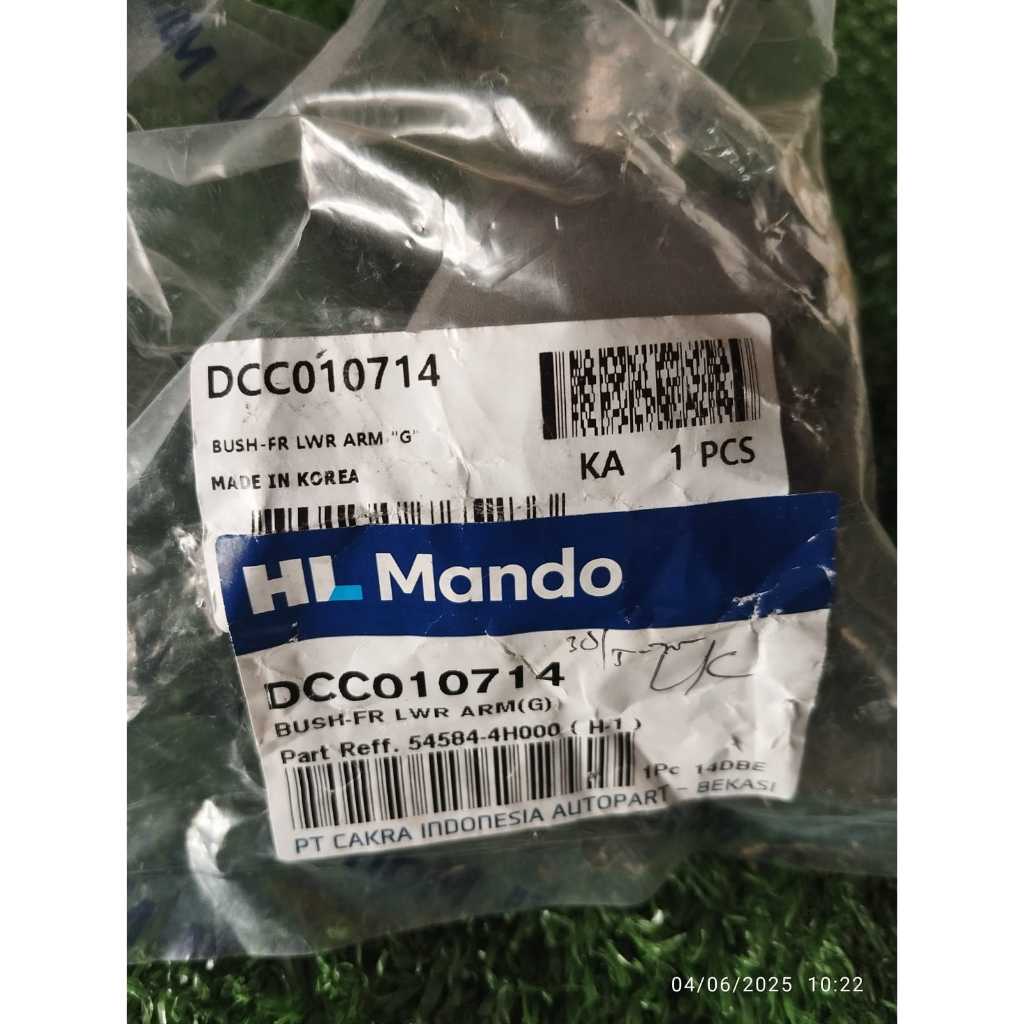 DCC010714
BUSH-FR LWR ARM "G"
MADE IN KOREA
KA 1 PCS
HL Mando
DCC010714
BUSH-FR LWR ARM(G)
Part Reff. 54584-4H000 ( H-1 )
1Pc 14DBE
PT CAKRA INDONESIA AUTOPART - BEKASI
04/06/2025 10:22